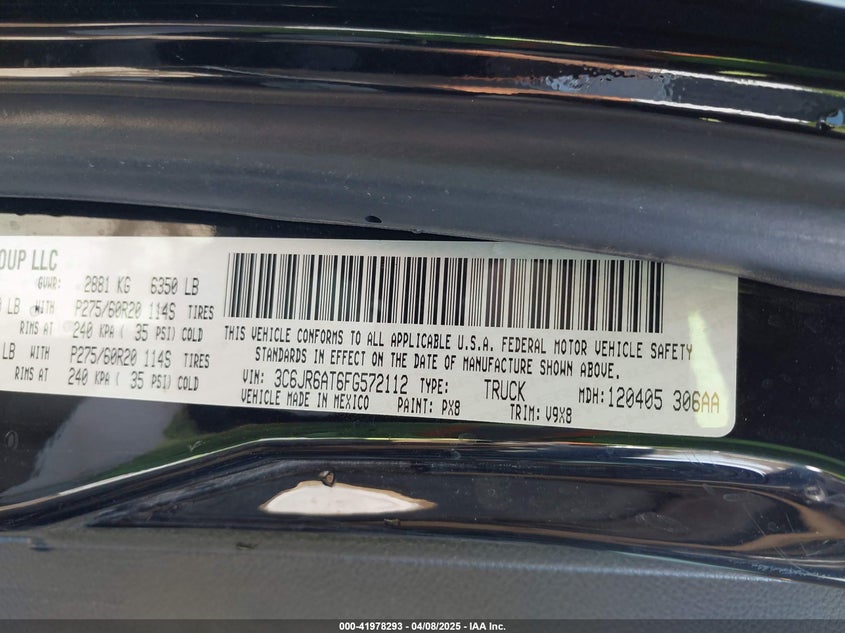 OUP LLC
GVWR: 2881 KG 6350 LB
LB WITH P275/60R20 114S TIRES
RIMS AT 240 KPA ( 35 PSI) COLD
LB WITH P275/60R20 114S TIRES
RIMS AT 240 KPA ( 35 PSI) COLD
THIS VEHICLE CONFORMS TO ALL APPLICABLE U.S.A. FEDERAL MOTOR VEHICLE SAFETY
STANDARDS IN EFFECT ON THE DATE OF MANUFACTURE SHOWN ABOVE.
VIN: 3C6JR6AT6FG572112 TYPE: TRUCK MDH: 120405 306AA
VEHICLE MADE IN MEXICO PAINT: PX8 TRIM: V9X8
000-41978293 - 04/08/2025 - IAA Inc.